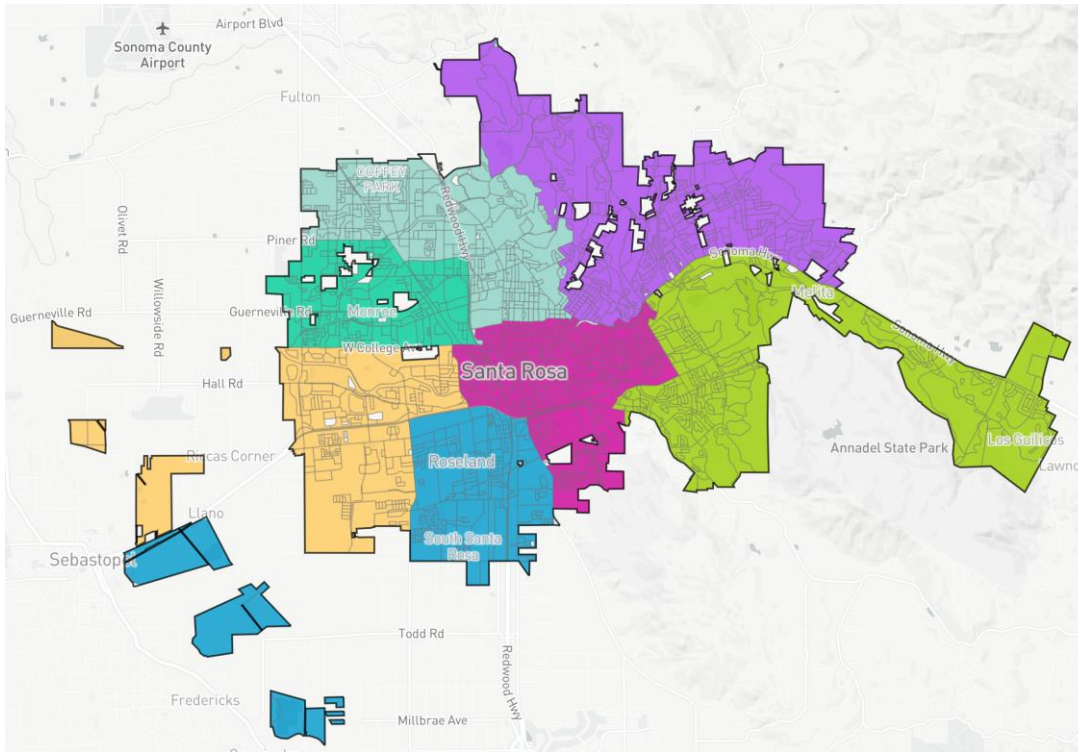 Airport Blvd
Sonoma County
Airport
Fulton
COFFEY
PARK
Redwood Hwy
Olivet Rd
Piner Rd
Sonoma Hwy
Melita
Willowside Rd
Guerneville Rd
Guerneville Rd
Monroe
Sonoma Hwy
W College Ave
Santa Rosa
Hall Rd
Annadel State Park
Los Guilicos
Roseland
Llano
South Santa
Rosa
Sebastopol
Todd Rd
Redwood Hwy
Fredericks
Millbrae Ave